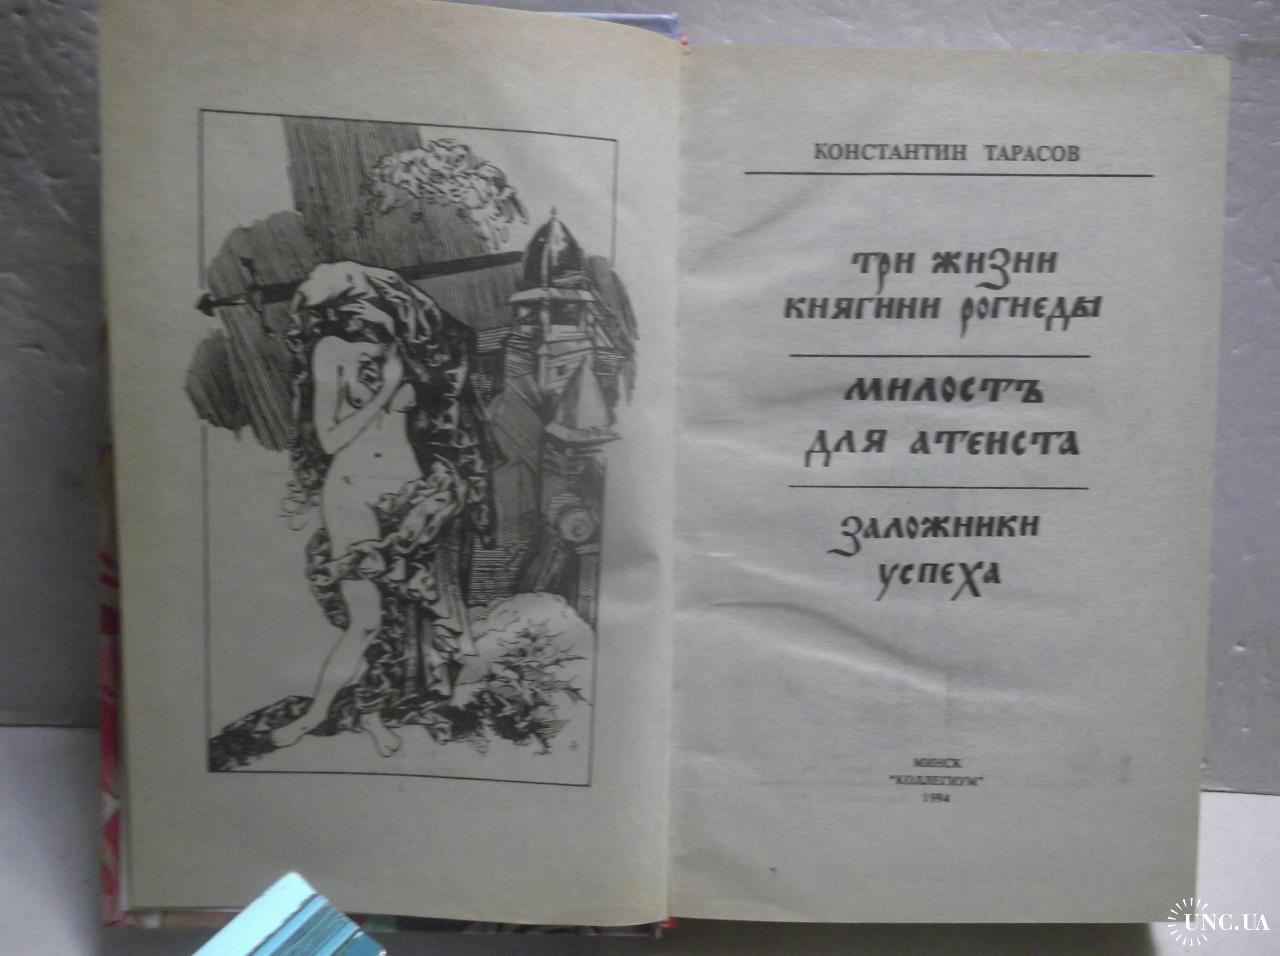 КОНСТАНТИН ТАРАСОВ
ТРИ ЖИЗНИ
КНЯГИНИ РОГНЕДЫ
МИЛОСТЬ
ДЛЯ АТЕИСТА
ЗАЛОЖНИКИ
УСПЕХА
МИНСК
"КОЛЛЕГИУМ"
1994
UNC.UA